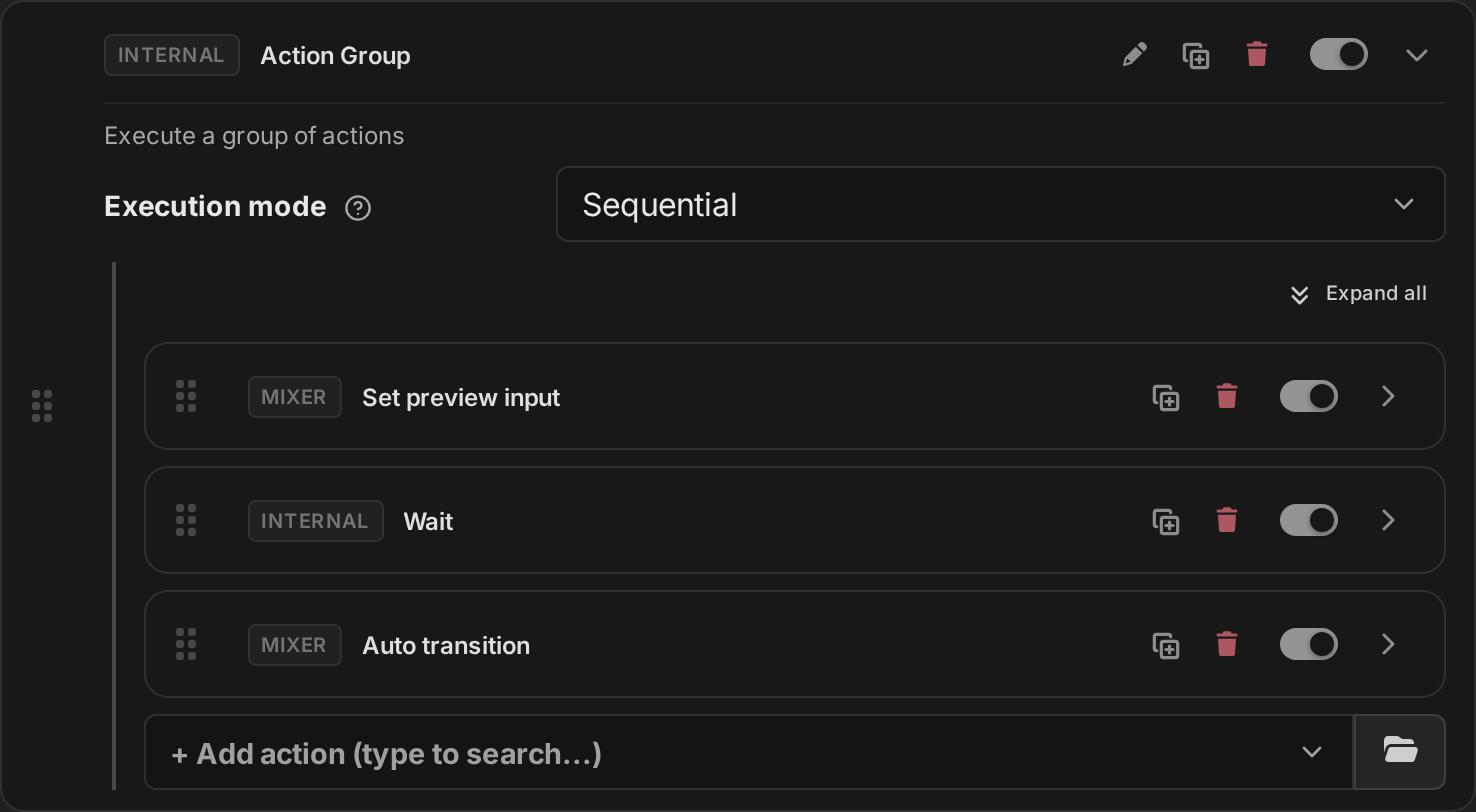 INTERNAL Action Group
Execute a group of actions
Execution mode Sequential
Expand all
MIXER Set preview input
INTERNAL Wait
MIXER Auto transition
+ Add action (type to search...)